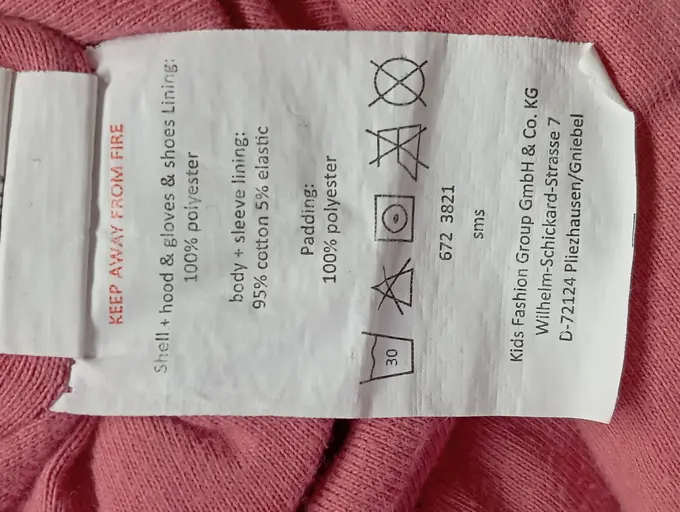 KEEP AWAY FROM FIRE
Shell + hood & gloves & shoes Lining:
100% polyester
body + sleeve lining:
95% cotton 5% elastic
Padding:
100% polyester
30
672 3821
sms
Kids Fashion Group GmbH & Co. KG
Wilhelm-Schickard-Strasse 7
D-72124 Pliezhausen/Gniebel